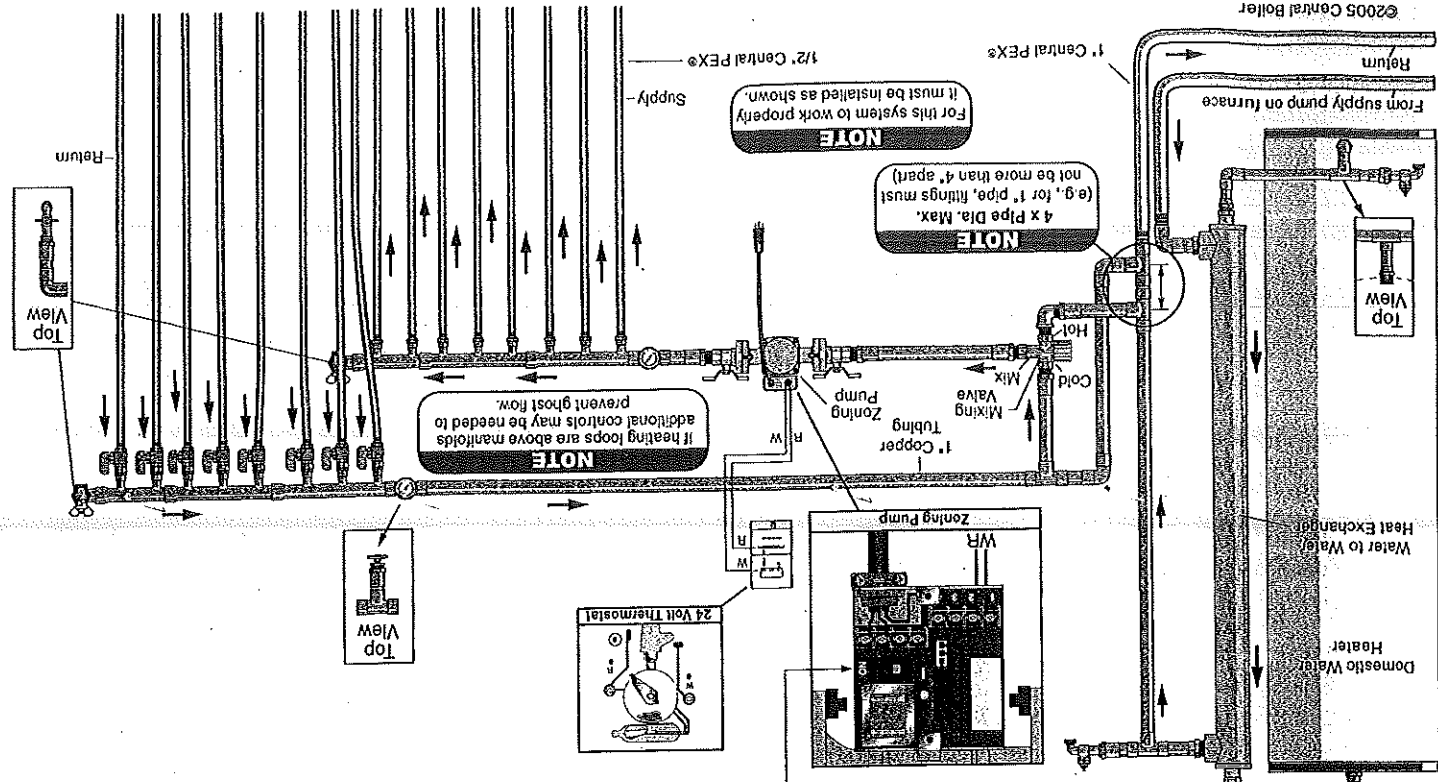 Domestic Water
Heater
Water to Water
Heat Exchanger
24 Volt Thermostat
R
W
W
R
Zoning Pump
WR
Top
View
1" Copper
Tubing
R W
NOTE
If heating loops are above manifolds
additional controls may be needed to
prevent ghost flow.
Zoning
Pump
Mixing
Valve
Cold
Mix
Hot
Top
View
Top
View
NOTE
4 x Pipe Dia. Max.
(e.g., for 1" pipe, fittings must
not be more than 4" apart)
NOTE
For this system to work properly
it must be installed as shown.
Return
Supply
1/2" Central PEX®
From supply pump on furnace
Return
1" Central PEX®
©2005 Central Boiler